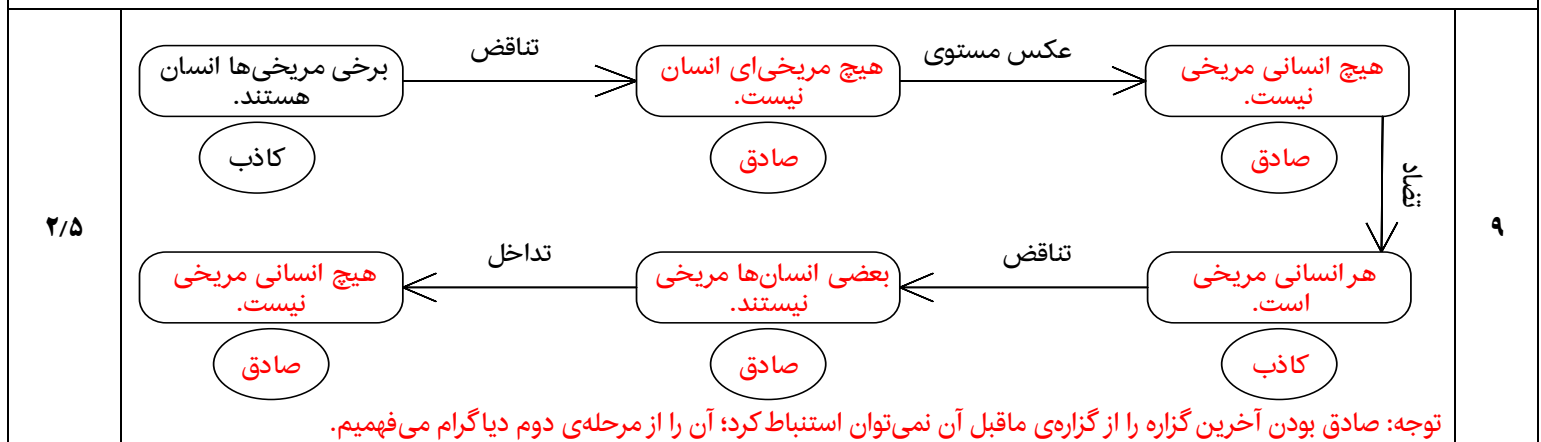 ۹
برخی مریخی‌ها انسان
هستند.
کاذب
تناقض
هیچ مریخی‌ای انسان
نیست.
صادق
عکس مستوی
هیچ انسانی مریخی
نیست.
صادق
تضاد
هر انسانی مریخی
است.
کاذب
تناقض
بعضی انسان‌ها مریخی
نیستند.
صادق
تداخل
هیچ انسانی مریخی
نیست.
صادق
توجه: صادق بودن آخرین گزاره را از گزاره‌ی ماقبل آن نمی‌توان استنباط کرد؛ آن را از مرحله‌ی دوم دیاگرام می‌فهمیم.
۲/۵